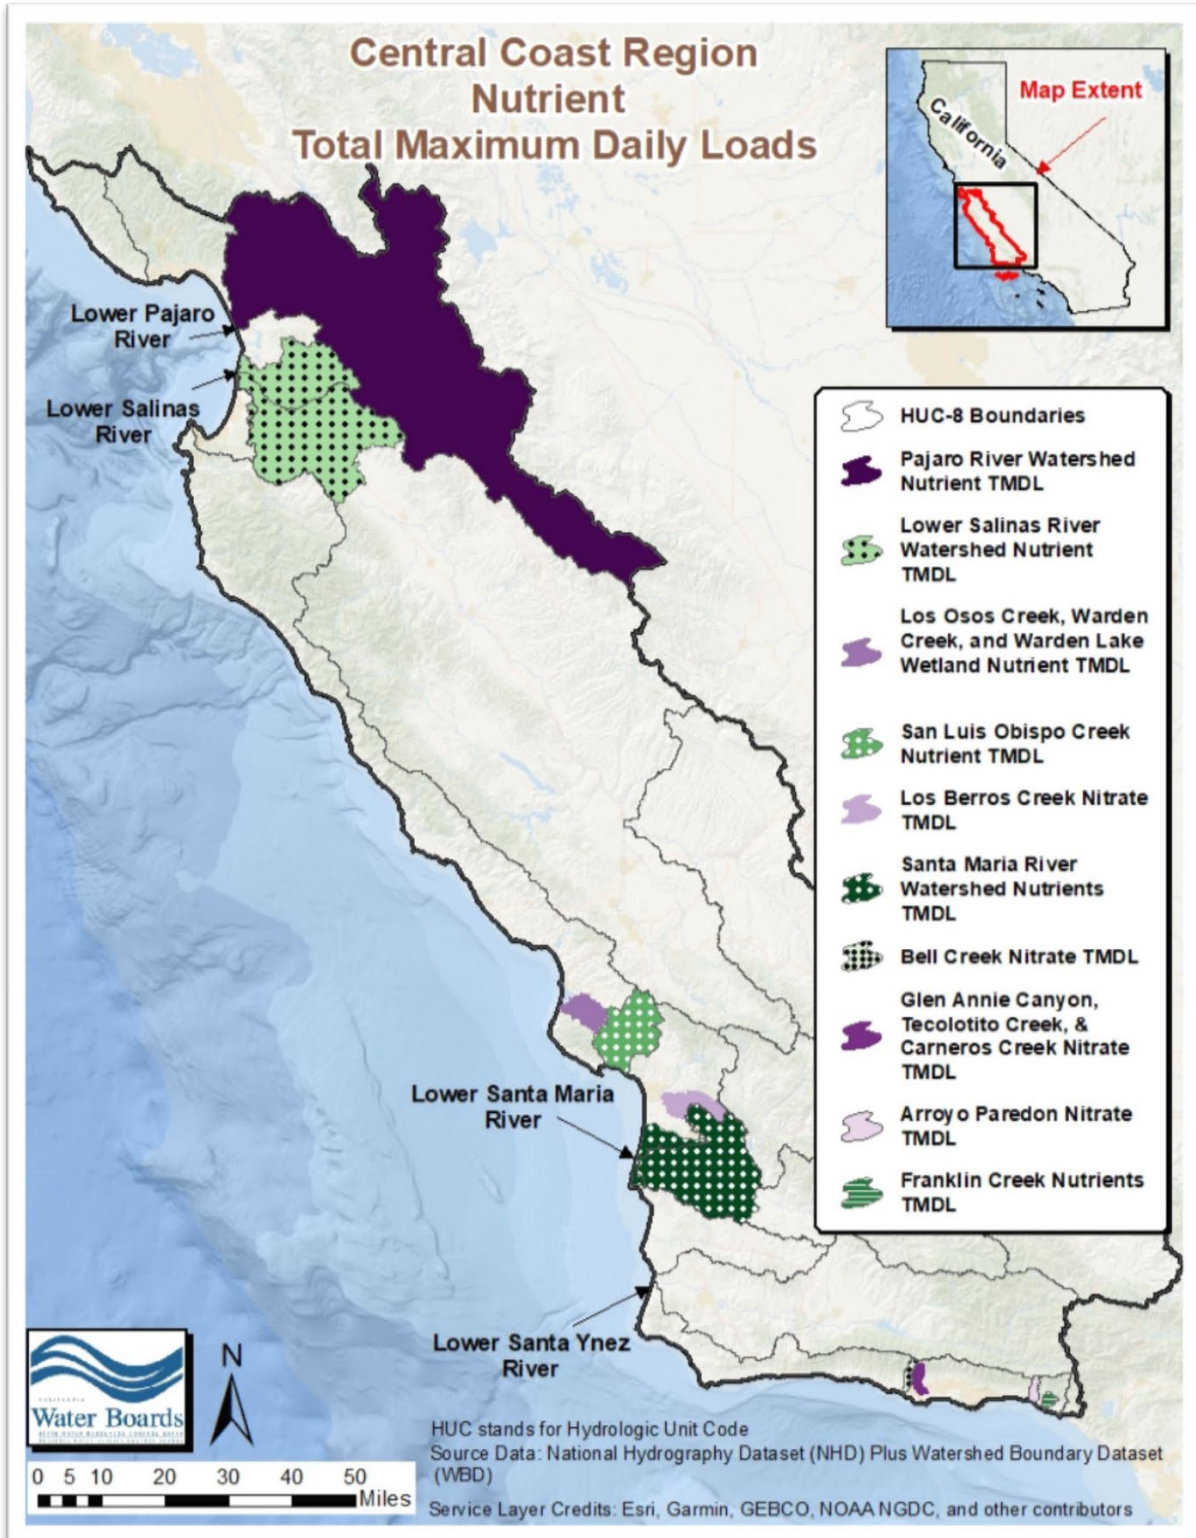 Central Coast Region
Nutrient
Total Maximum Daily Loads
California
Map Extent
Lower Pajaro
River
Lower Salinas
River
HUC-8 Boundaries
Pajaro River Watershed
Nutrient TMDL
Lower Salinas River
Watershed Nutrient
TMDL
Los Osos Creek, Warden
Creek, and Warden Lake
Wetland Nutrient TMDL
San Luis Obispo Creek
Nutrient TMDL
Los Berros Creek Nitrate
TMDL
Santa Maria River
Watershed Nutrients
TMDL
Bell Creek Nitrate TMDL
Glen Annie Canyon,
Tecolotito Creek, &
Carneros Creek Nitrate
TMDL
Arroyo Paredon Nitrate
TMDL
Franklin Creek Nutrients
TMDL
Lower Santa Maria
River
Lower Santa Ynez
River
CALIFORNIA
Water Boards
N
0 5 10 20 30 40 50
Miles
HUC stands for Hydrologic Unit Code
Source Data: National Hydrography Dataset (NHD) Plus Watershed Boundary Dataset
(WBD)
Service Layer Credits: Esri, Garmin, GEBCO, NOAA NGDC, and other contributors